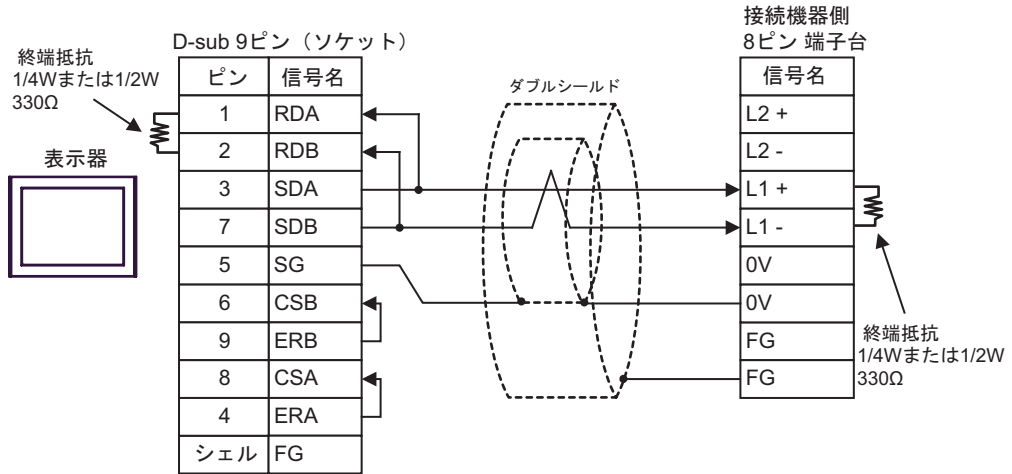 接続機器側
8ピン 端子台
D-sub 9ピン（ソケット）
終端抵抗
1/4Wまたは1/2W
330Ω
表示器
ピン 信号名
1 RDA
2 RDB
3 SDA
7 SDB
5 SG
6 CSB
9 ERB
8 CSA
4 ERA
シェル FG
ダブルシールド
信号名
L2 +
L2 -
L1 +
L1 -
0V
0V
FG
FG
終端抵抗
1/4Wまたは1/2W
330Ω